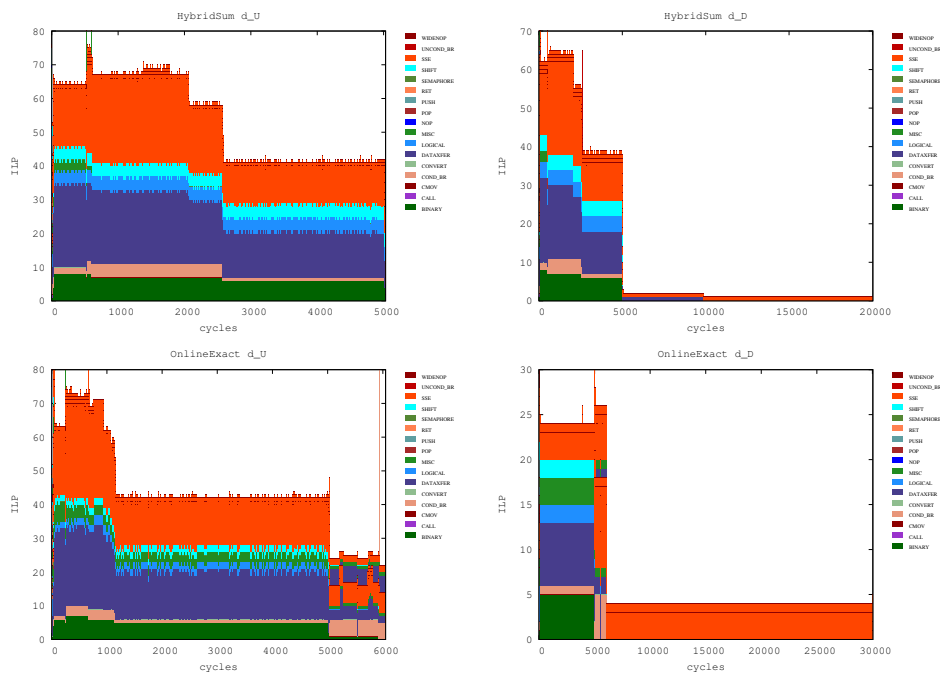 HybridSum d_U
80
70
60
50
40
30
20
10
0
ILP
0 1000 2000 3000 4000 5000
cycles
WIDENOP
UNCOND_BR
SSE
SHIFT
SEMAPHORE
RET
PUSH
POP
NOP
MISC
LOGICAL
DATAXFER
CONVERT
COND_BR
CMOV
CALL
BINARY
HybridSum d_D
70
60
50
40
30
20
10
0
ILP
0 5000 10000 15000 20000
cycles
WIDENOP
UNCOND_BR
SSE
SHIFT
SEMAPHORE
RET
PUSH
POP
NOP
MISC
LOGICAL
DATAXFER
CONVERT
COND_BR
CMOV
CALL
BINARY
OnlineExact d_U
80
70
60
50
40
30
20
10
0
ILP
0 1000 2000 3000 4000 5000 6000
cycles
WIDENOP
UNCOND_BR
SSE
SHIFT
SEMAPHORE
RET
PUSH
POP
MISC
LOGICAL
DATAXFER
CONVERT
COND_BR
CMOV
CALL
BINARY
OnlineExact d_D
30
25
20
15
10
5
0
ILP
0 5000 10000 15000 20000 25000 30000
cycles
WIDENOP
UNCOND_BR
SSE
SHIFT
SEMAPHORE
RET
PUSH
POP
NOP
MISC
LOGICAL
DATAXFER
CONVERT
COND_BR
CMOV
CALL
BINARY